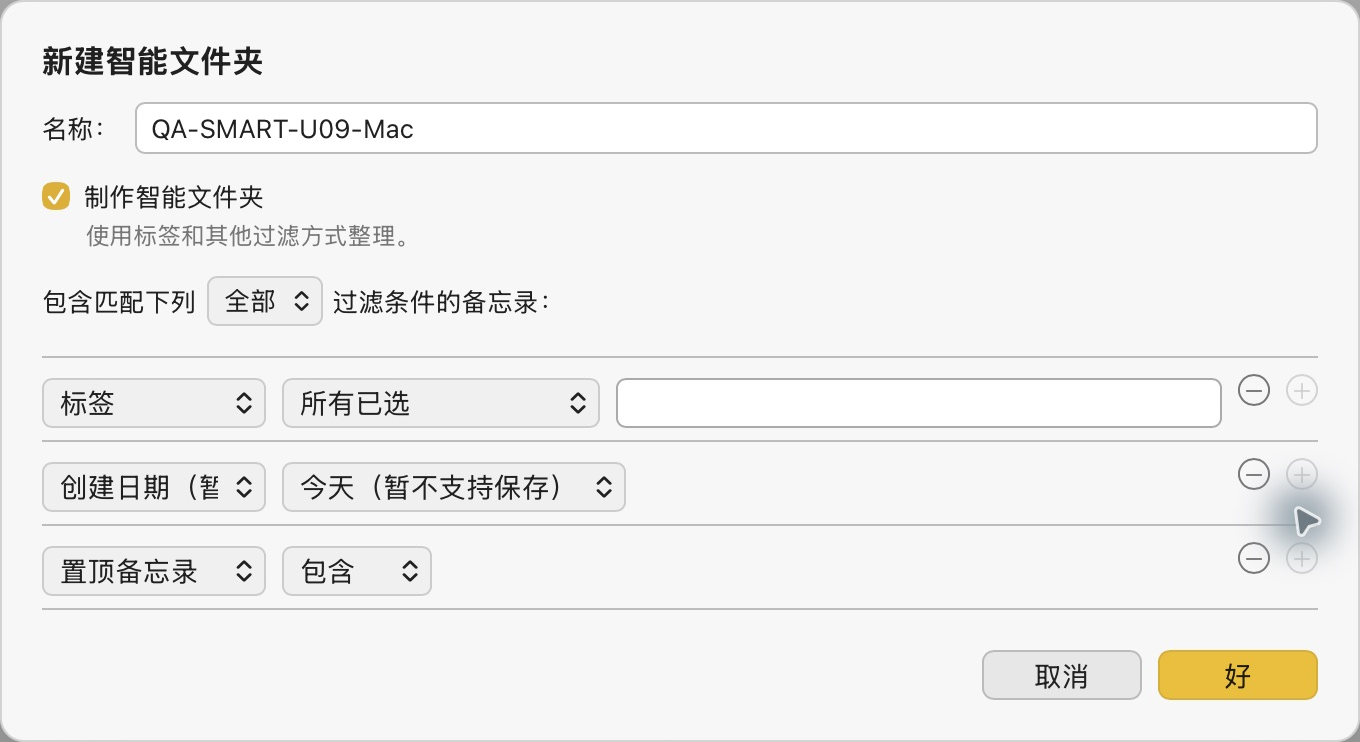 新建智能文件夹
名称： QA-SMART-U09-Mac
制作智能文件夹
使用标签和其他过滤方式整理。
包含匹配下列 全部 过滤条件的备忘录：
标签 所有已选
创建日期（暂 今天（暂不支持保存）
置顶备忘录 包含
取消 好